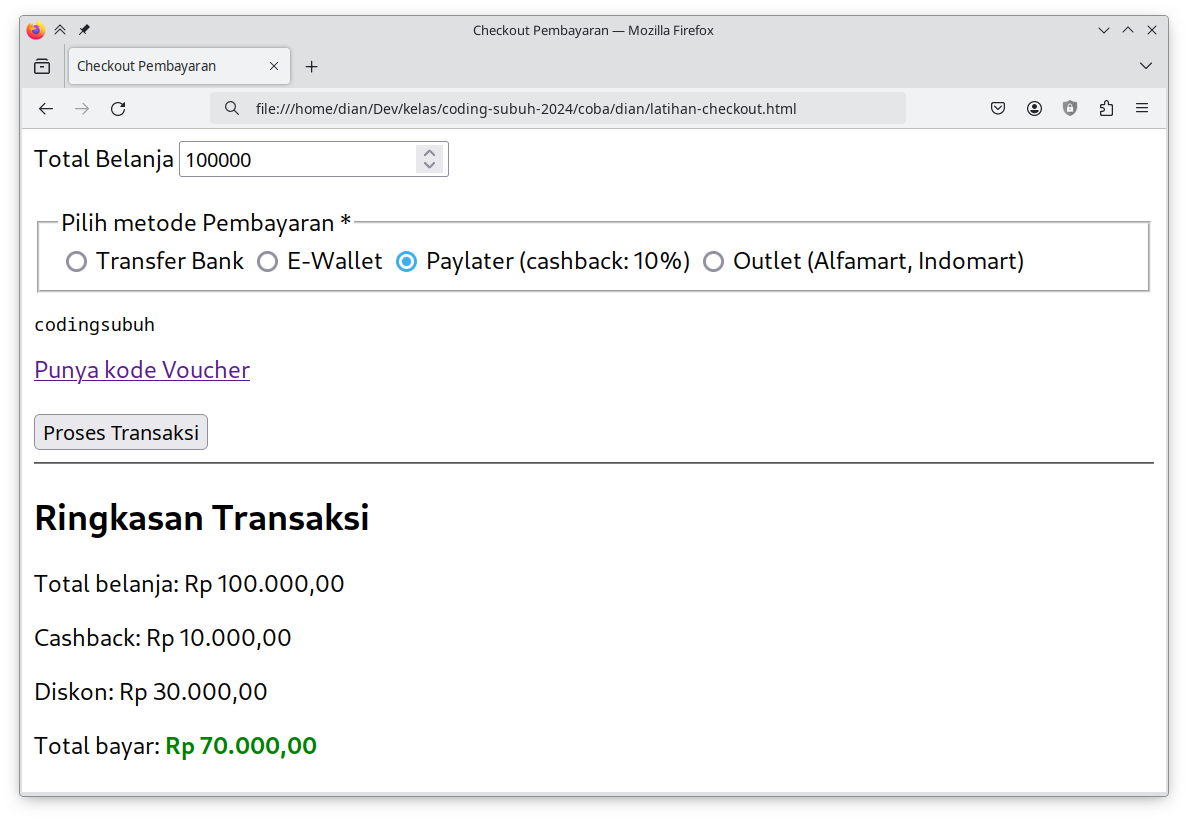 Checkout Pembayaran — Mozilla Firefox
Checkout Pembayaran
file:///home/dian/Dev/kelas/coding-subuh-2024/coba/dian/latihan-checkout.html
Total Belanja 100000
Pilih metode Pembayaran *
Transfer Bank E-Wallet Paylater (cashback: 10%) Outlet (Alfamart, Indomart)
codingsubuh
Punya kode Voucher
Proses Transaksi
Ringkasan Transaksi
Total belanja: Rp 100.000,00
Cashback: Rp 10.000,00
Diskon: Rp 30.000,00
Total bayar: Rp 70.000,00